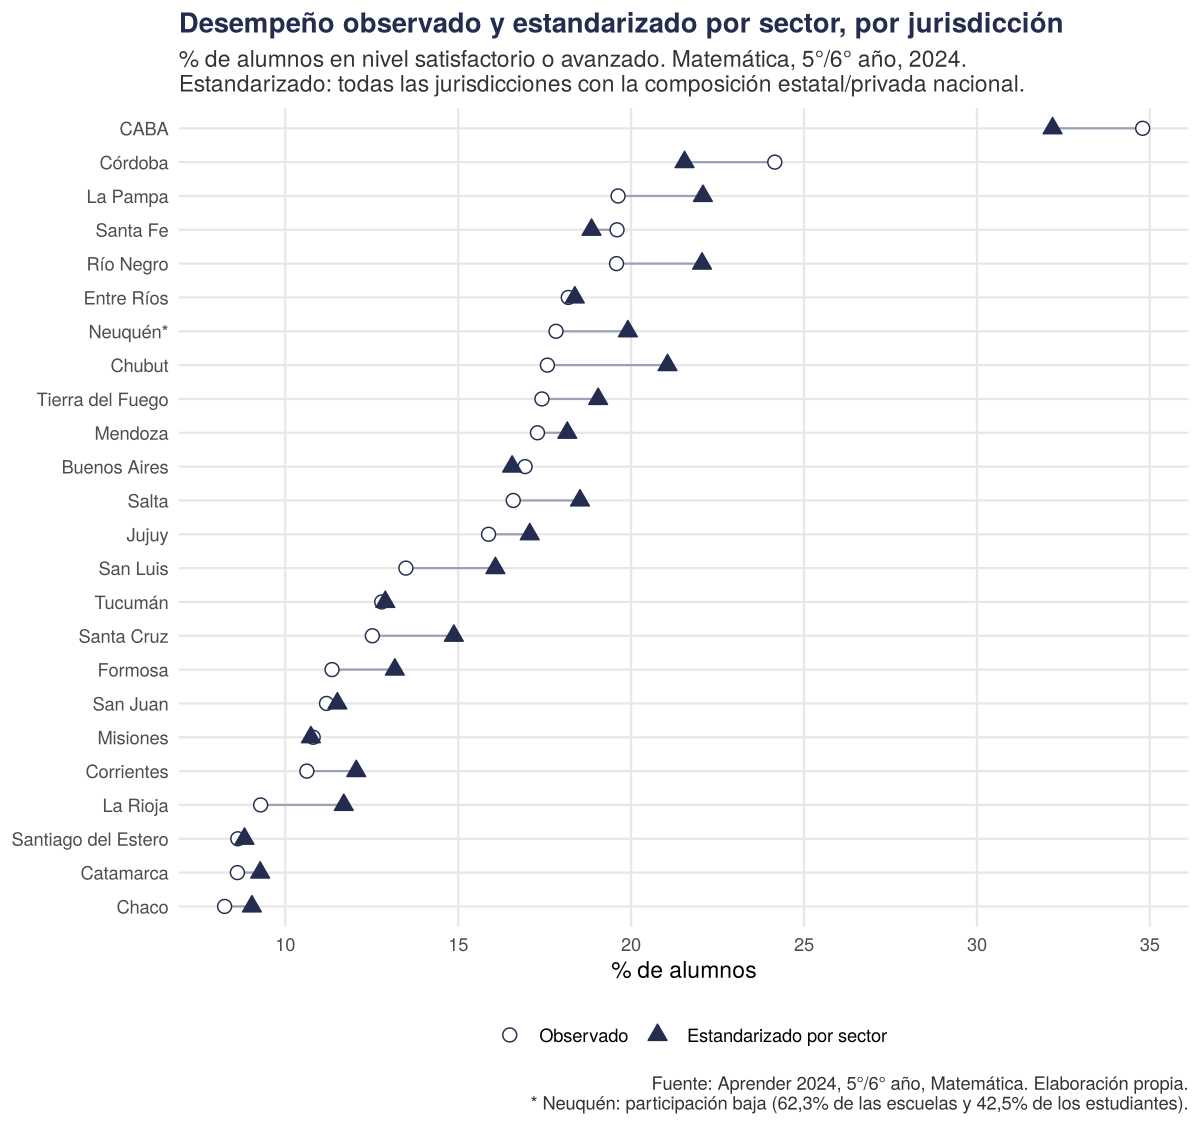 Desempeño observado y estandarizado por sector, por jurisdicción
% de alumnos en nivel satisfactorio o avanzado. Matemática, 5°/6° año, 2024.
Estandarizado: todas las jurisdicciones con la composición estatal/privada nacional.
CABA
Córdoba
La Pampa
Santa Fe
Río Negro
Entre Ríos
Neuquén*
Chubut
Tierra del Fuego
Mendoza
Buenos Aires
Salta
Jujuy
San Luis
Tucumán
Santa Cruz
Formosa
San Juan
Misiones
Corrientes
La Rioja
Santiago del Estero
Catamarca
Chaco
10 15 20 25 30 35
% de alumnos
Observado Estandarizado por sector
Fuente: Aprender 2024, 5°/6° año, Matemática. Elaboración propia.
* Neuquén: participación baja (62,3% de las escuelas y 42,5% de los estudiantes).